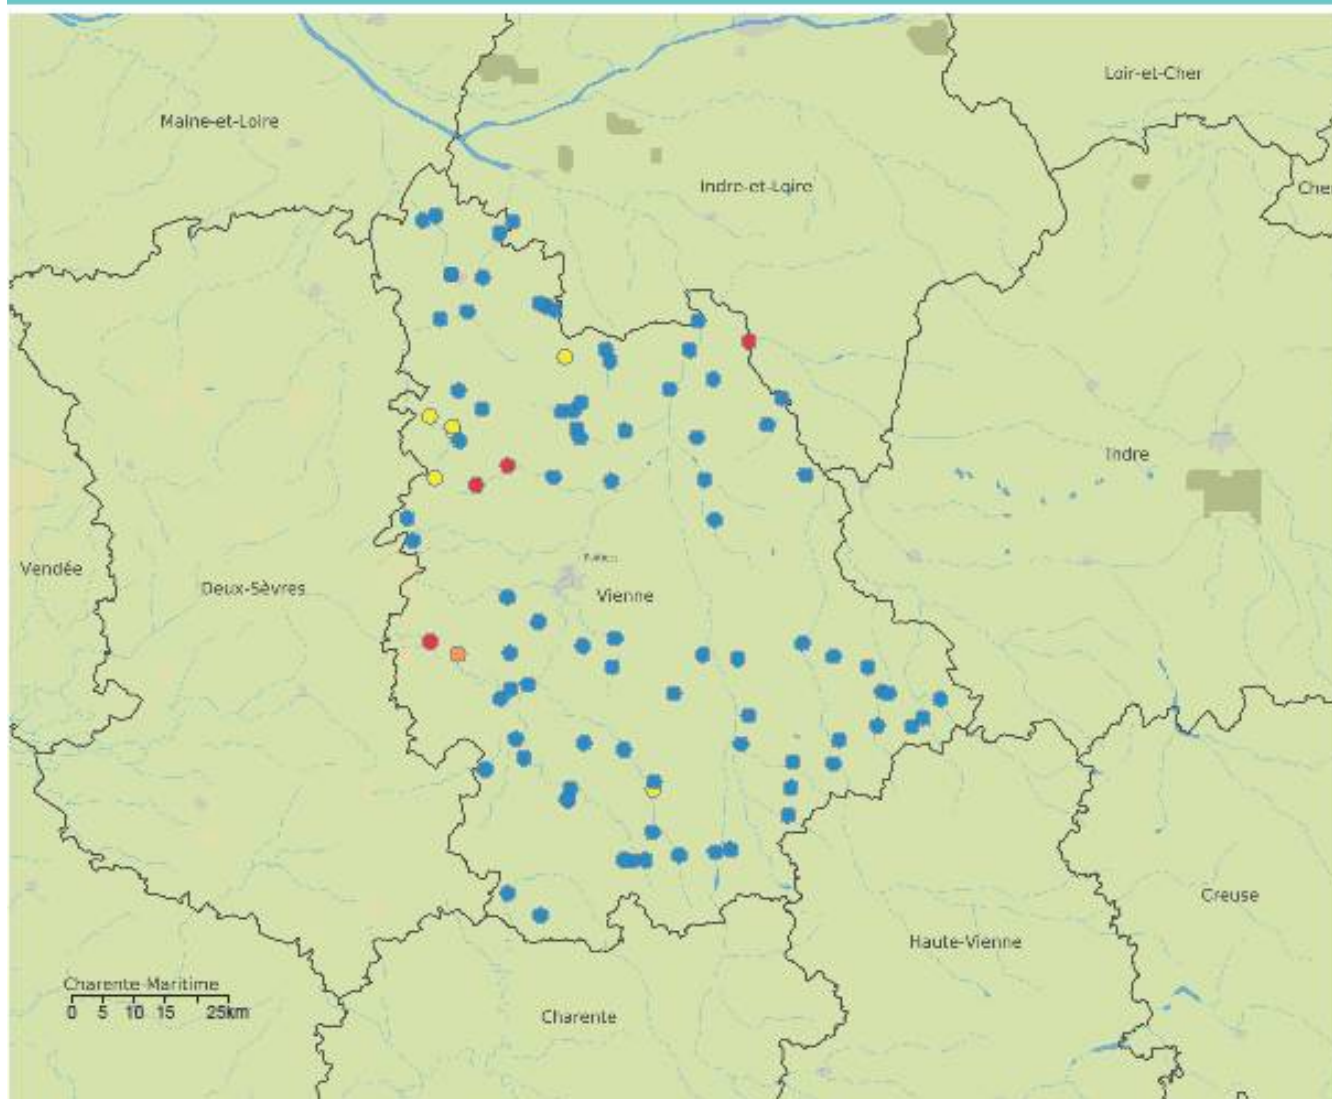 Loir-et-Cher
Maine-et-Loire
Indre-et-Loire
Che
Indre
Vendée
Deux-Sèvres
Vienne
Creuse
Haute-Vienne
Charente-Maritime
0 5 10 15 25km
Charente